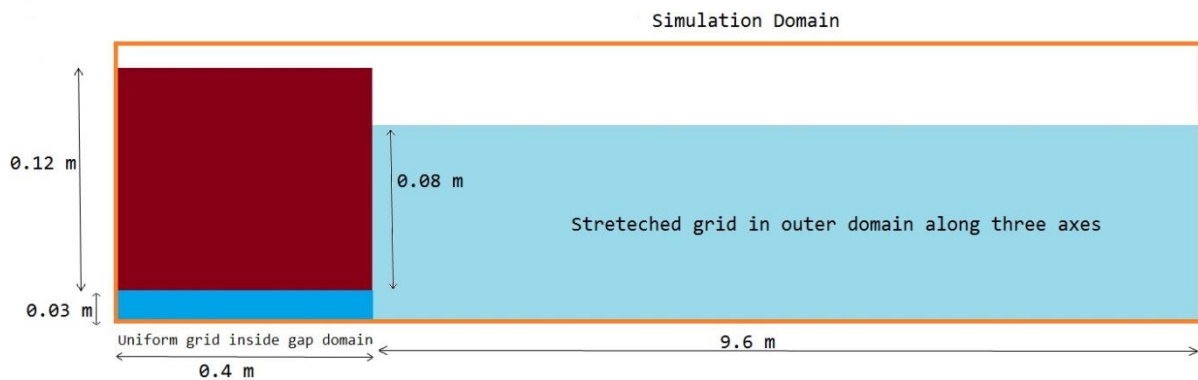 Simulation Domain
0.12 m
0.08 m
Streteched grid in outer domain along three axes
0.03 m
Uniform grid inside gap domain
9.6 m
0.4 m